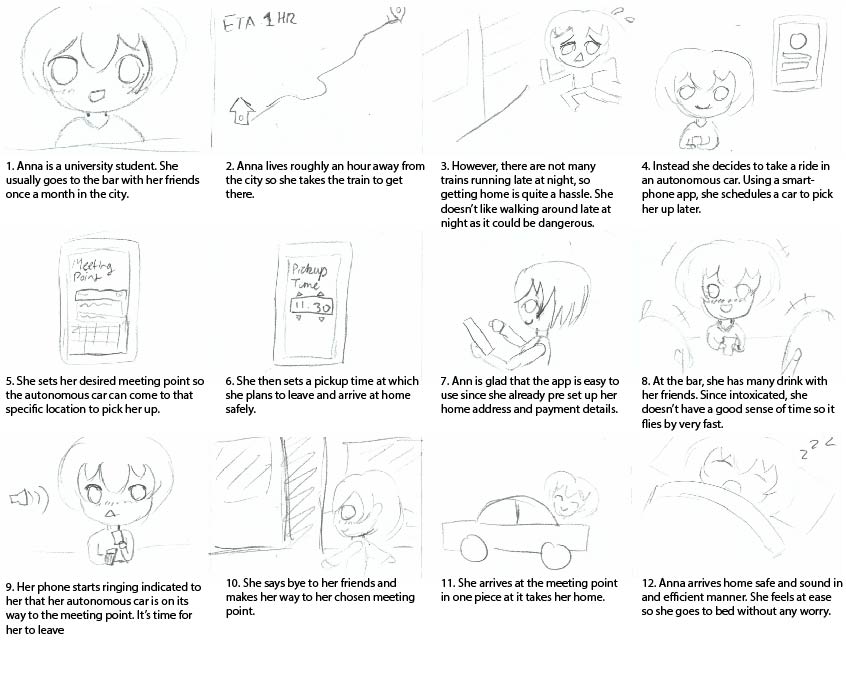 ETA 1 HR
1. Anna is a university student. She
usually goes to the bar with her friends
once a month in the city.
2. Anna lives roughly an hour away from
the city so she takes the train to get
there.
3. However, there are not many
trains running late at night, so
getting home is quite a hassle. She
doesn't like walking around late at
night as it could be dangerous.
4. Instead she decides to take a ride in
an autonomous car. Using a smart-
phone app, she schedules a car to pick
her up later.
Meeting
Point
Pickup
Time
11.30
5. She sets her desired meeting point so
the autonomous car can come to that
specific location to pick her up.
6. She then sets a pickup time at which
she plans to leave and arrive at home
safely.
7. Ann is glad that the app is easy to
use since she already pre set up her
home address and payment details.
8. At the bar, she has many drink with
her friends. Since intoxicated, she
doesn't have a good sense of time so it
flies by very fast.
z z z
9. Her phone starts ringing indicated to
her that her autonomous car is on its
way to the meeting point. It's time for
her to leave
10. She says bye to her friends and
makes her way to her chosen meeting
point.
11. She arrives at the meeting point
in one piece at it takes her home.
12. Anna arrives home safe and sound in
and efficient manner. She feels at ease
so she goes to bed without any worry.